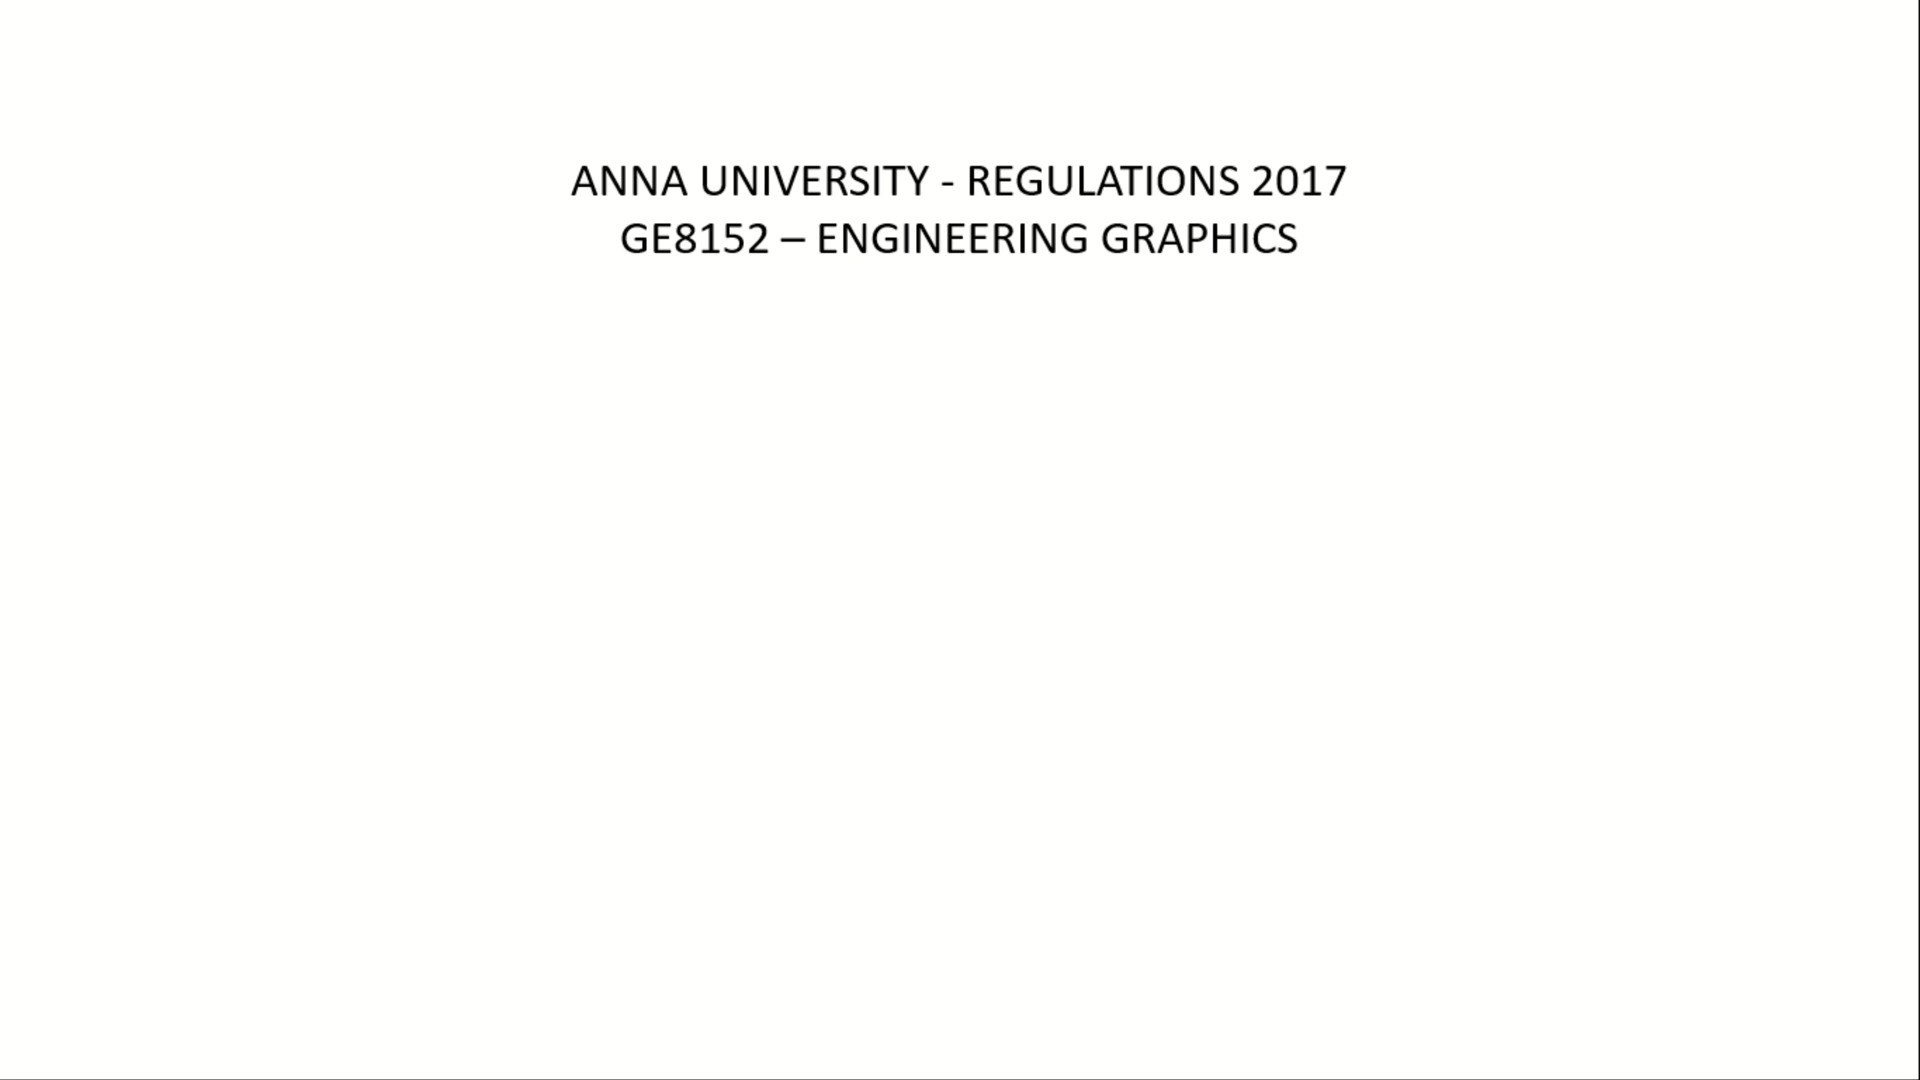 ANNA UNIVERSITY - REGULATIONS 2017
GE8152 – ENGINEERING GRAPHICS